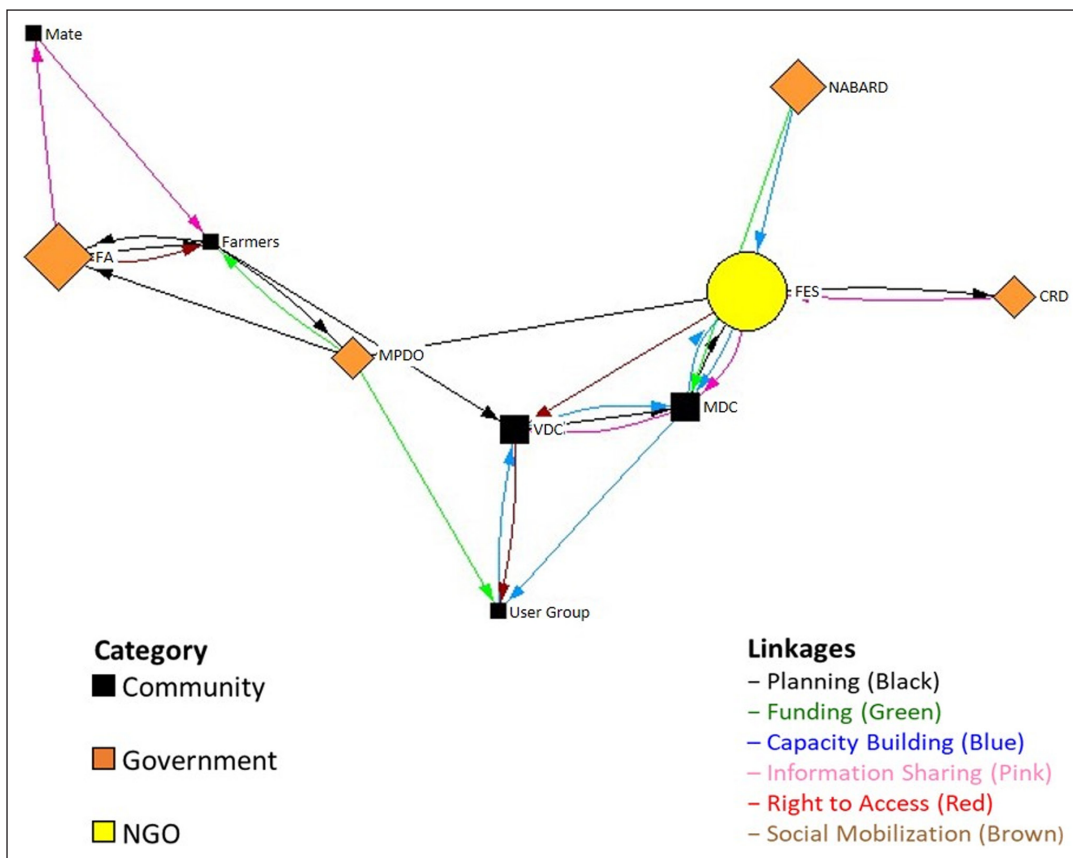 Mate
NABARD
Farmers
FA
FES
CRD
MPDO
MDC
VDC
User Group
Category
Community
Government
NGO
Linkages
– Planning (Black)
– Funding (Green)
– Capacity Building (Blue)
– Information Sharing (Pink)
– Right to Access (Red)
– Social Mobilization (Brown)